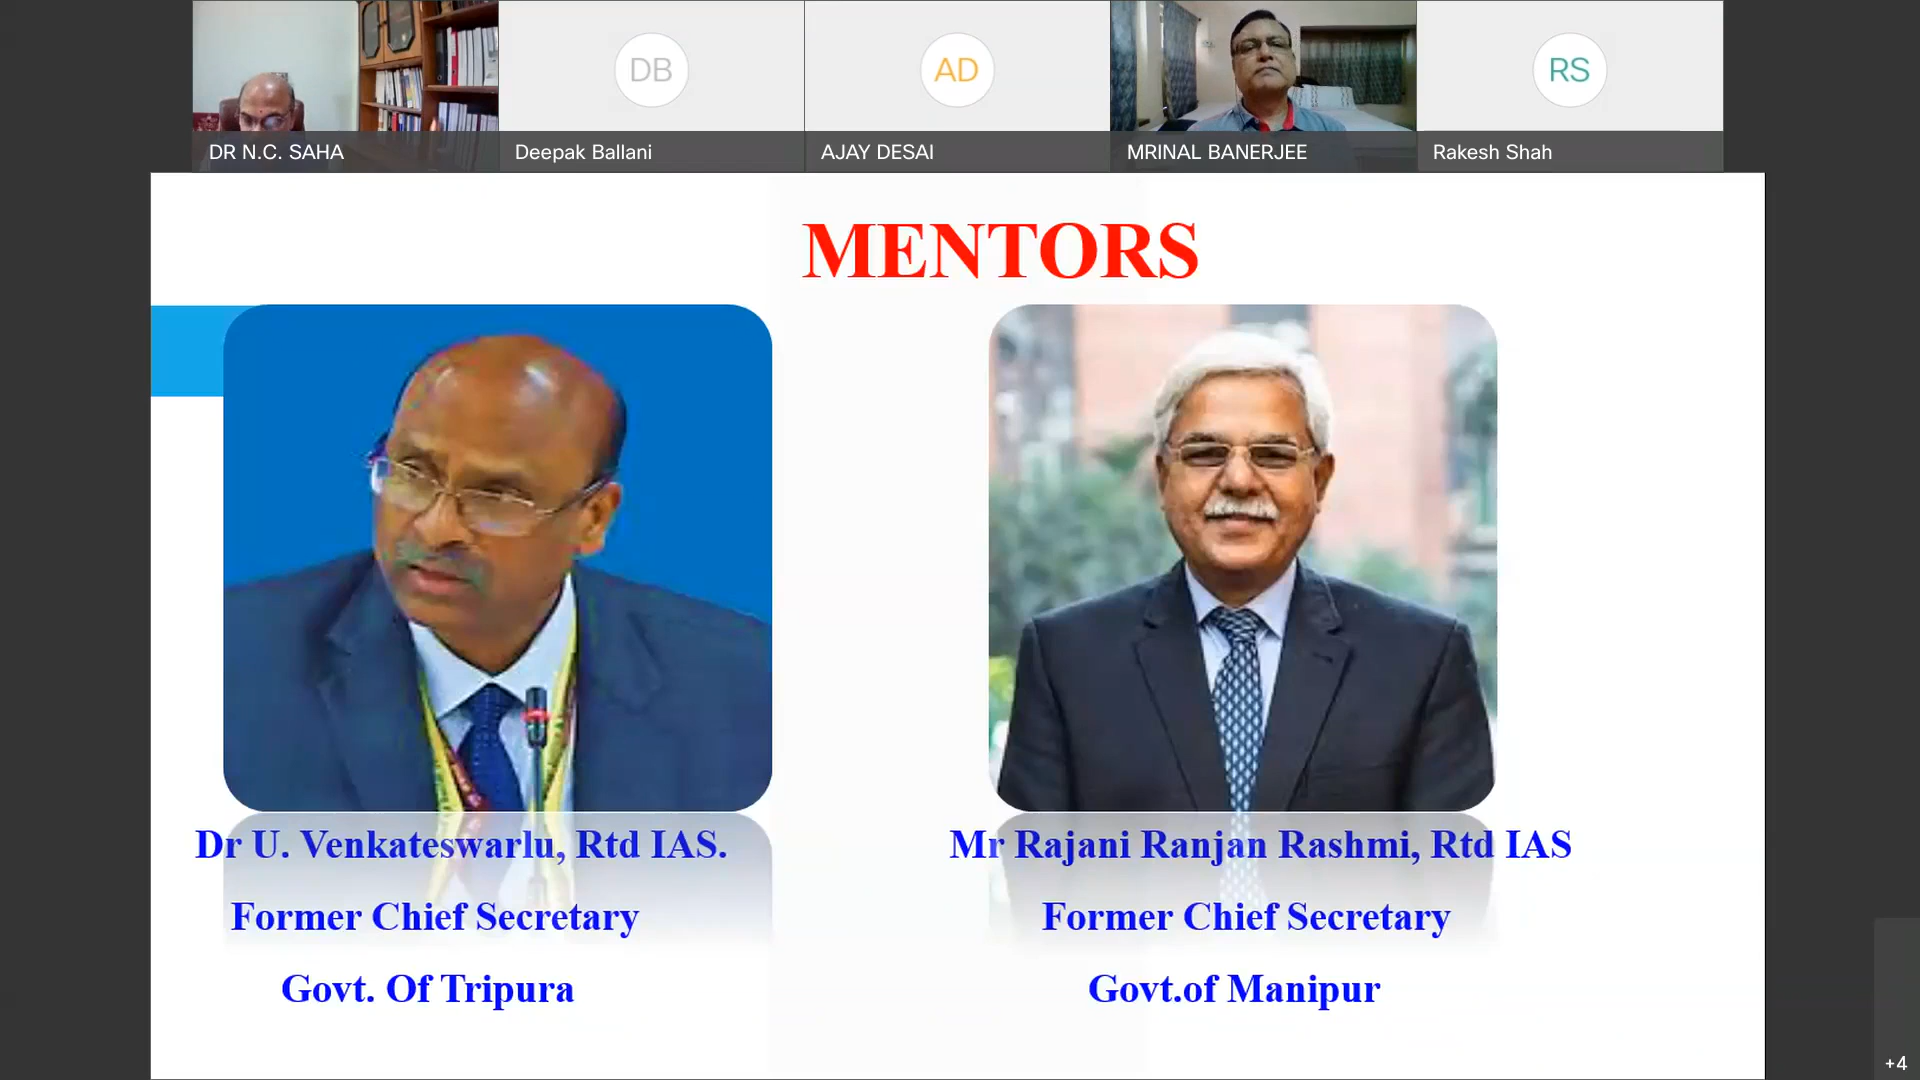 DB
AD
RS
DR N.C. SAHA
Deepak Ballani
AJAY DESAI
MRINAL BANERJEE
Rakesh Shah
MENTORS
Dr U. Venkateswarlu, Rtd IAS.
Former Chief Secretary
Govt. Of Tripura
Mr Rajani Ranjan Rashmi, Rtd IAS
Former Chief Secretary
Govt.of Manipur
+4